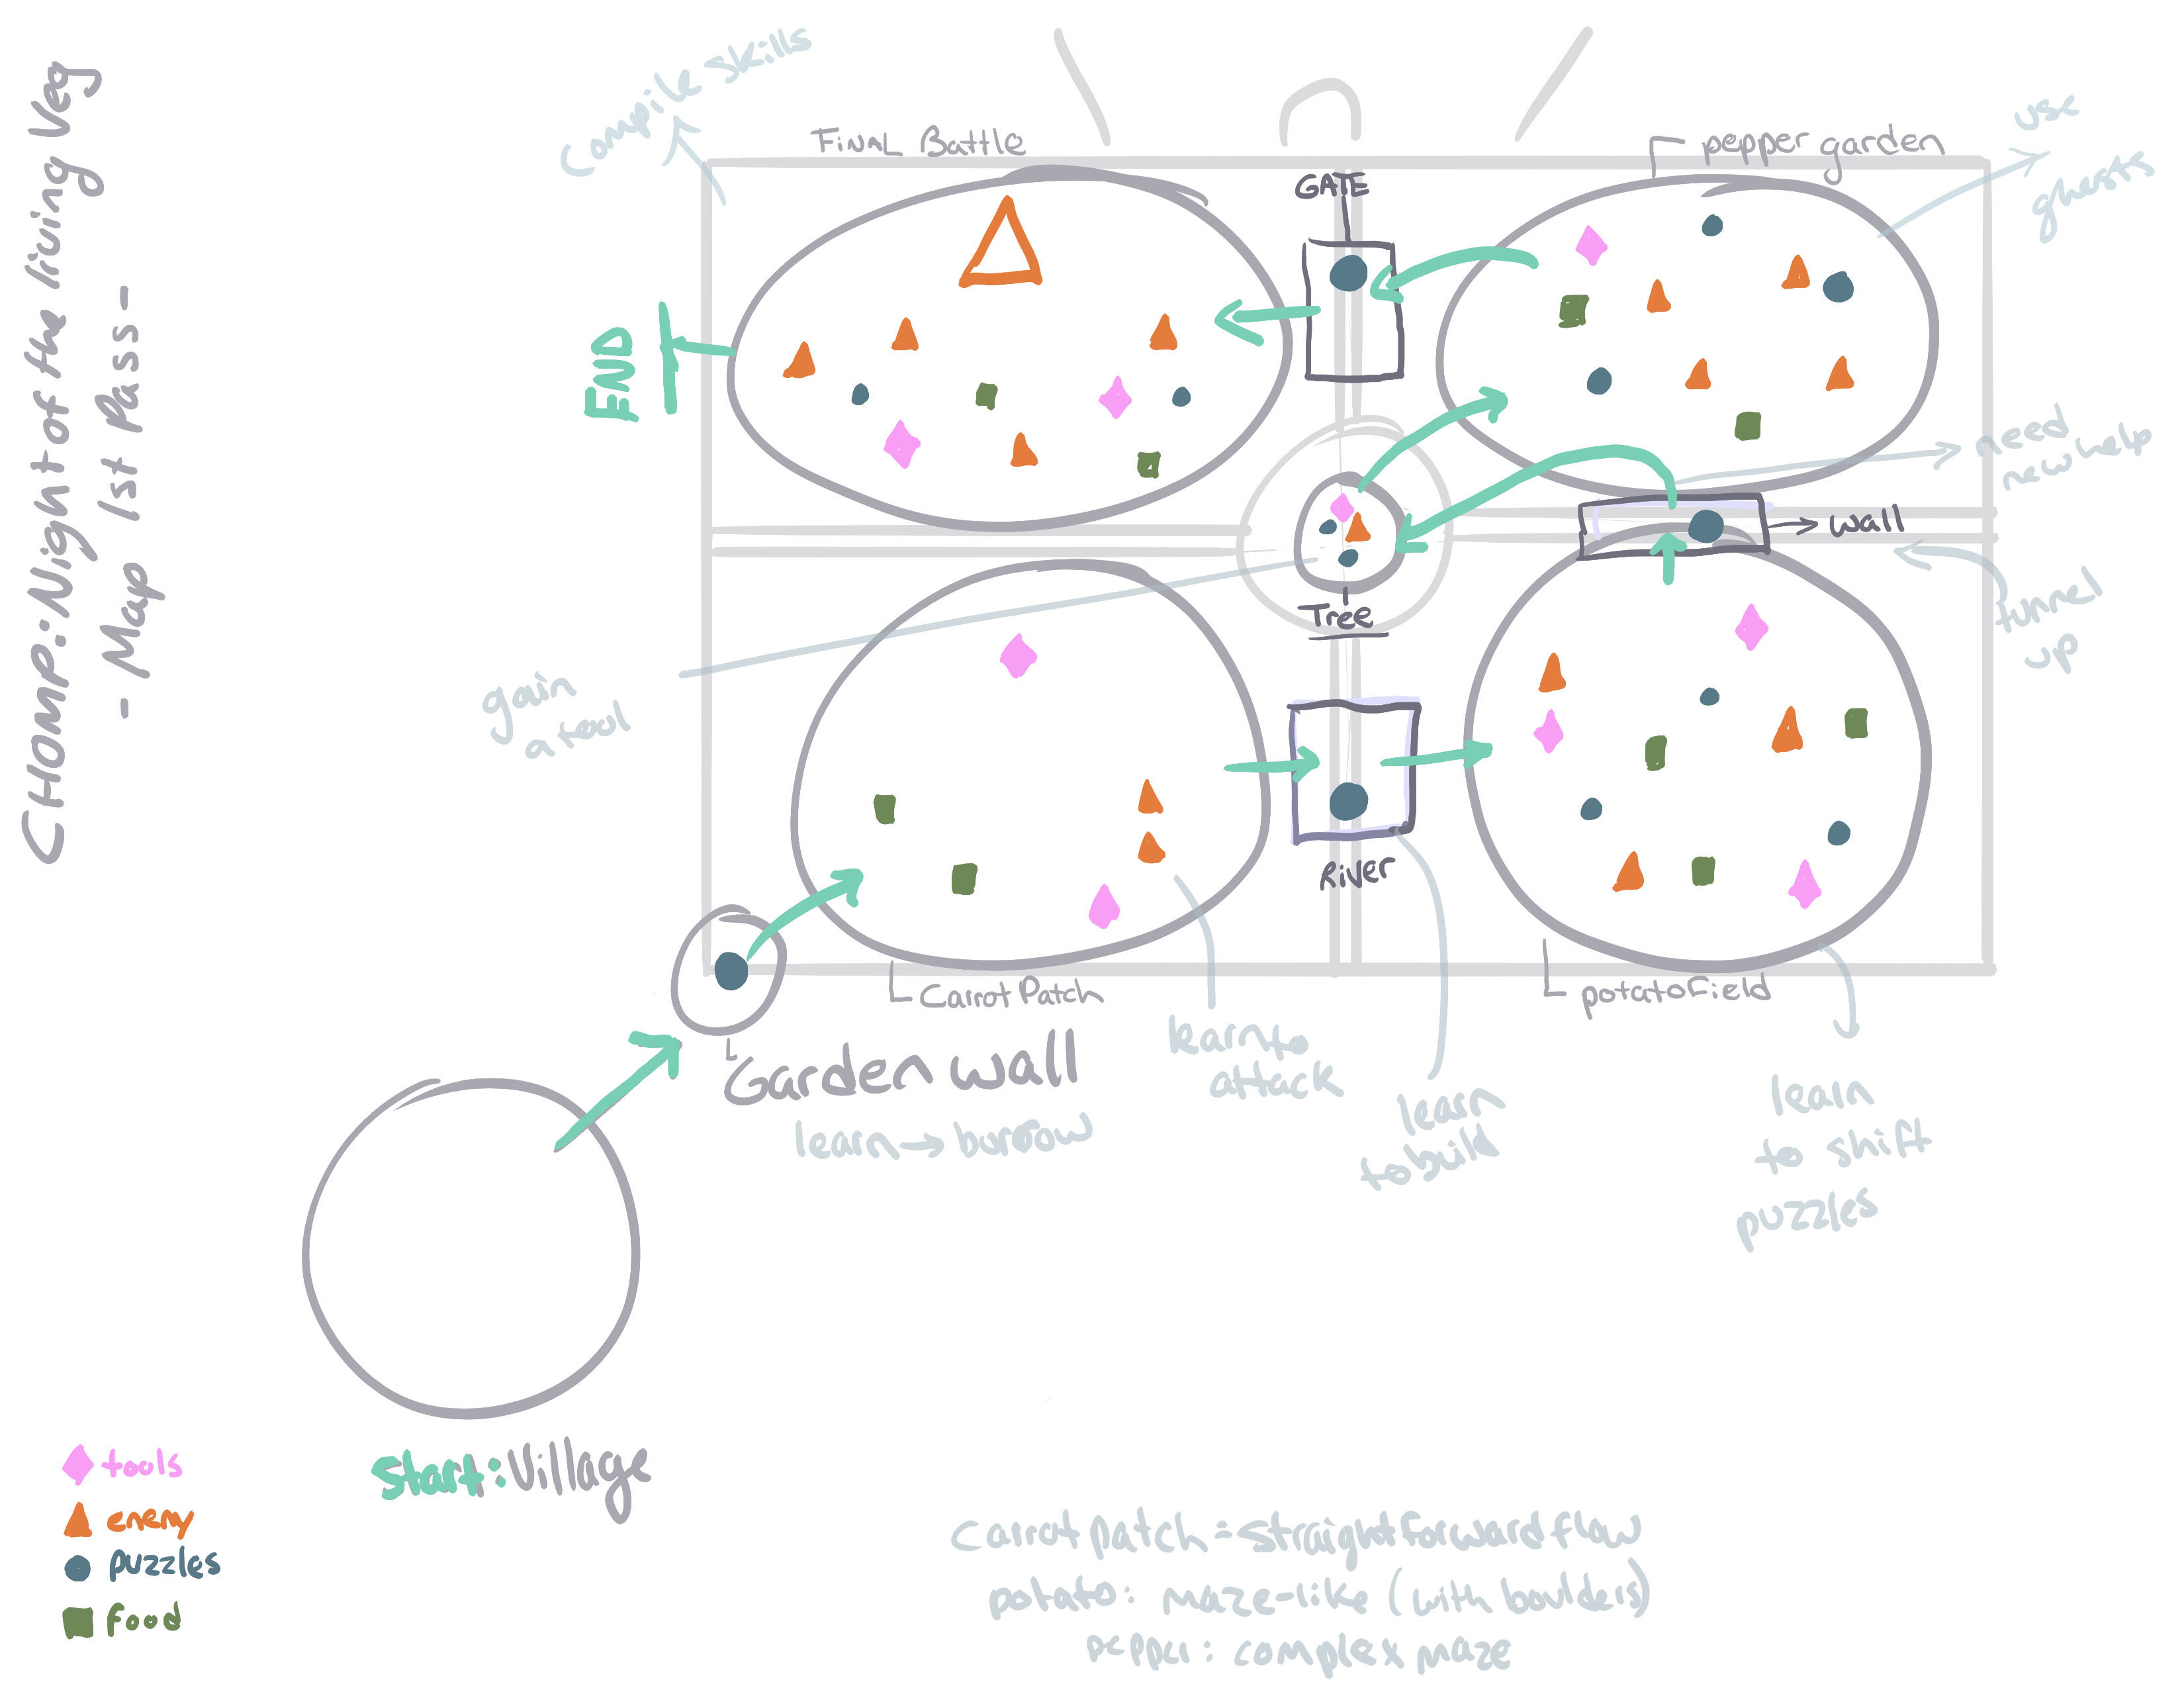 CHOMP: Night of the living Veg
- Map 1st Pass -
Compile skills
Final Battle
GATE
pepper garden
use
ghosts
END
need
new help
wall
Tree
tunnel
up
gain
a tool
River
Carrot Patch
potato Field
Garden wall
learn → burrow
learn to
attack
learn
to build
learn
to shift
puzzles
Start: Village
tools
enemy
puzzles
food
Carrot Patch = straight forward flow
potato: maze-like (with boulders)
pepper: complex maze